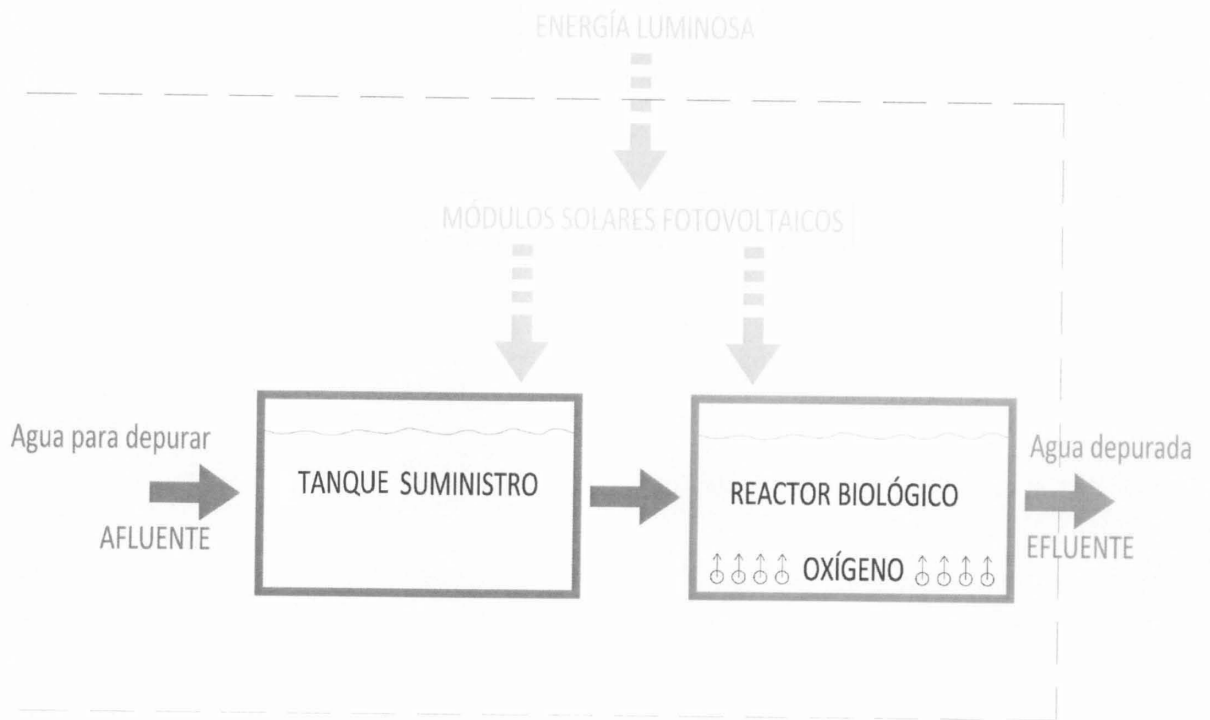 ENERGÍA LUMINOSA
MÓDULOS SOLARES FOTOVOLTAICOS
Agua para depurar
AFLUENTE
TANQUE SUMINISTRO
REACTOR BIOLÓGICO
OXÍGENO
Agua depurada
EFLUENTE